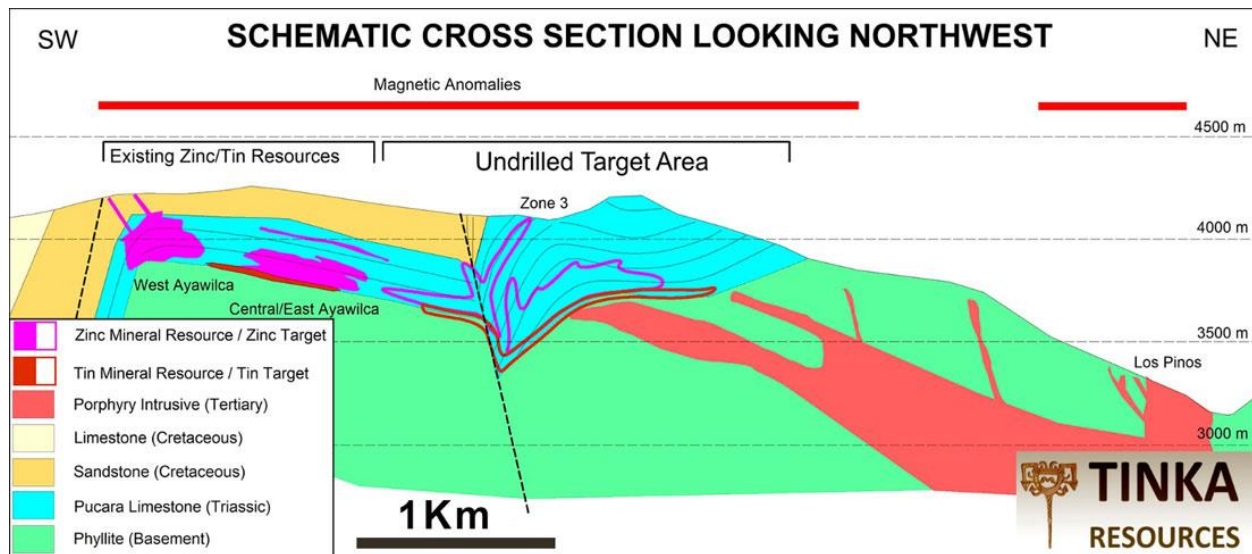 SW
SCHEMATIC CROSS SECTION LOOKING NORTHWEST
NE
Magnetic Anomalies
4500 m
Existing Zinc/Tin Resources
Undrilled Target Area
Zone 3
4000 m
West Ayawilca
Central/East Ayawilca
3500 m
Los Pinos
3000 m
Zinc Mineral Resource / Zinc Target
Tin Mineral Resource / Tin Target
Porphyry Intrusive (Tertiary)
Limestone (Cretaceous)
Sandstone (Cretaceous)
Pucara Limestone (Triassic)
Phyllite (Basement)
1Km
TINKA
RESOURCES